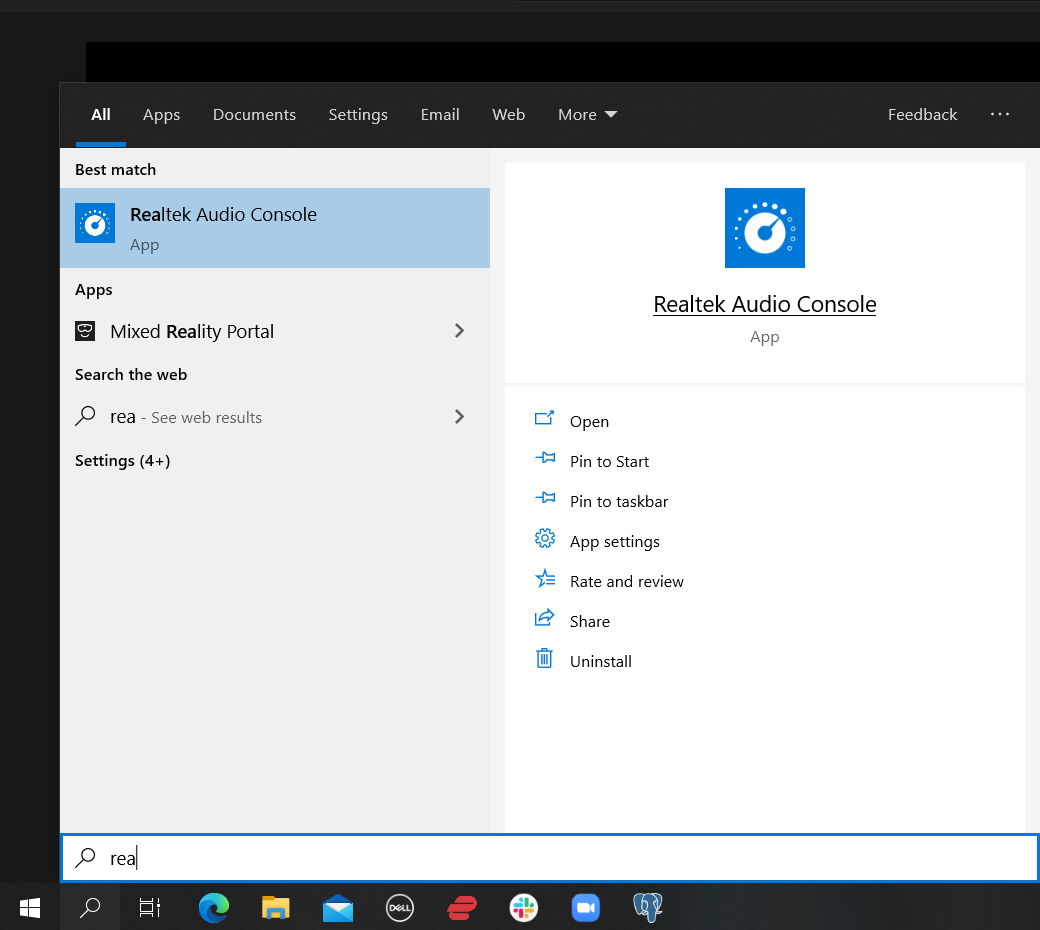 All Apps Documents Settings Email Web More Feedback ...
Best match
Realtek Audio Console
App
Apps
Mixed Reality Portal
Search the web
rea - See web results
Settings (4+)
Realtek Audio Console
App
Open
Pin to Start
Pin to taskbar
App settings
Rate and review
Share
Uninstall
rea
DELL